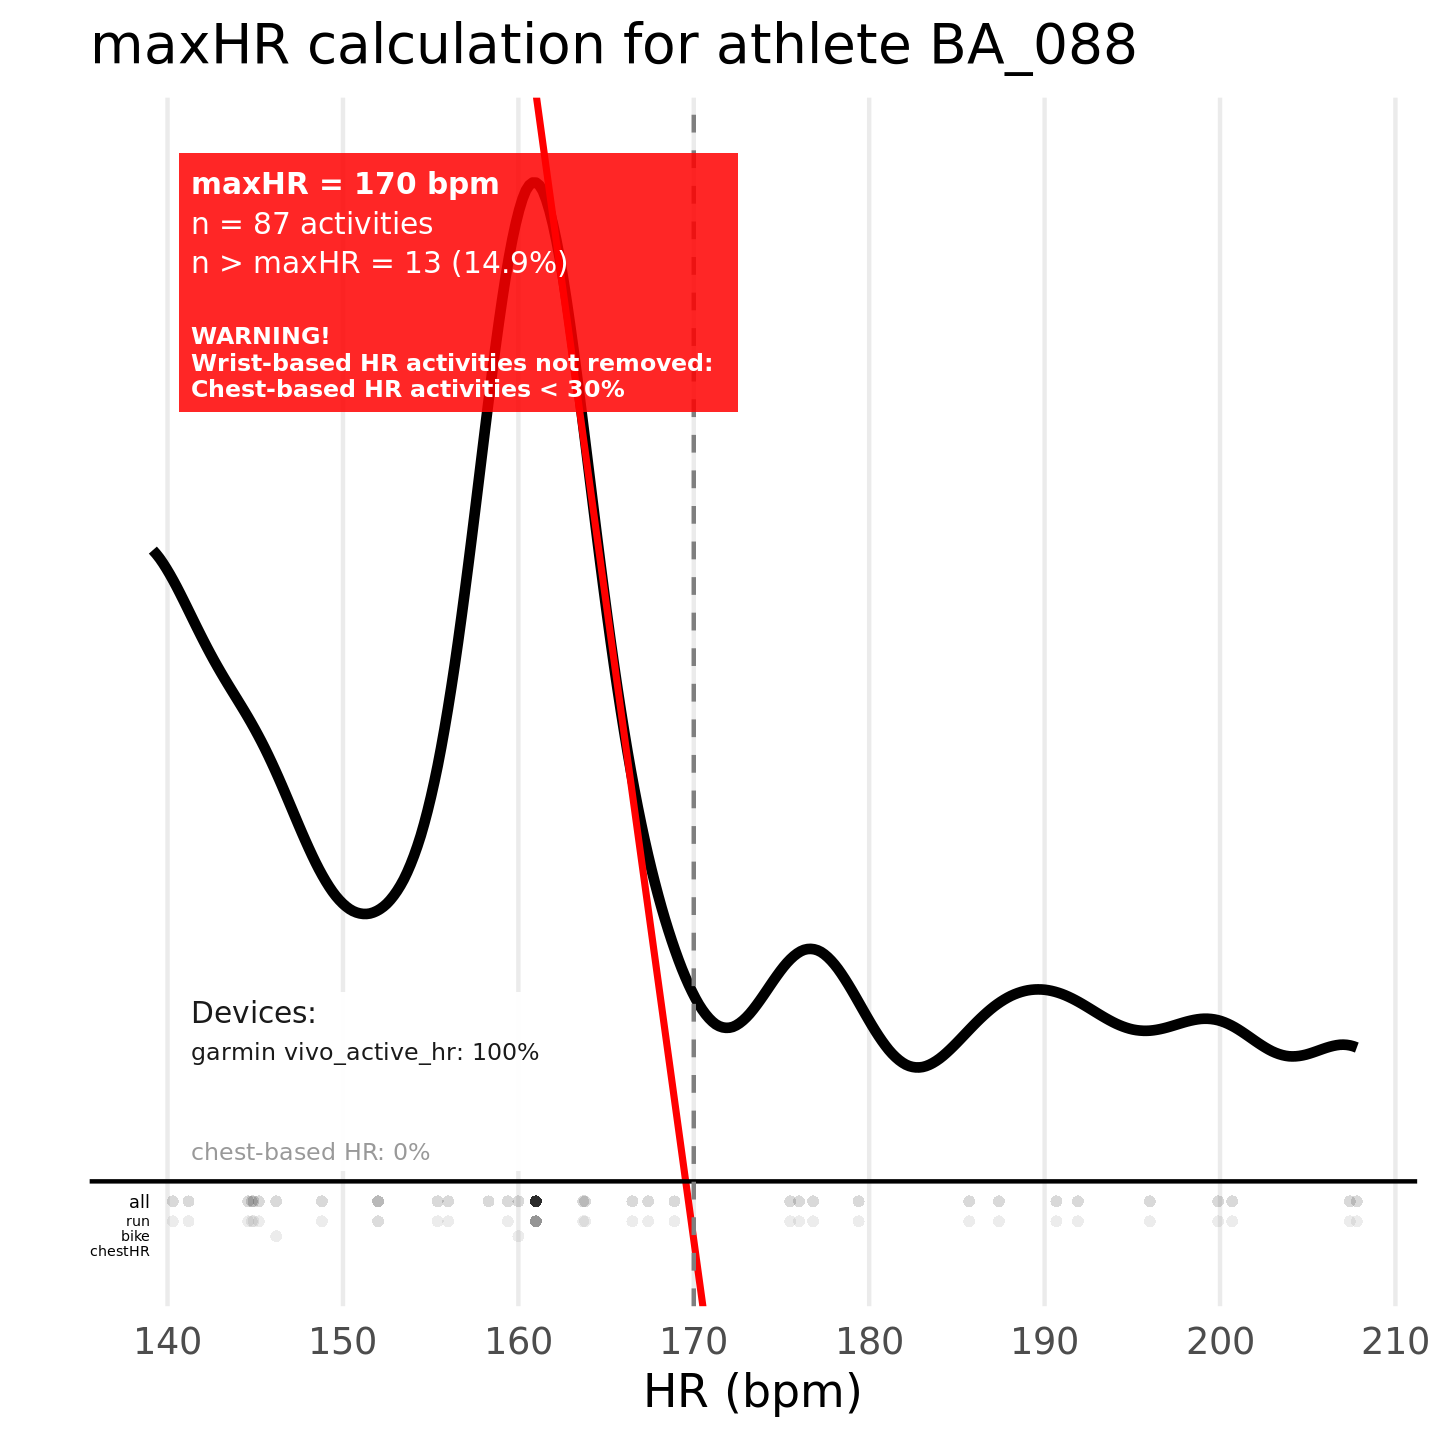 maxHR calculation for athlete BA_088
maxHR = 170 bpm
n = 87 activities
n > maxHR = 13 (14.9%)
WARNING!
Wrist-based HR activities not removed:
Chest-based HR activities < 30%
Devices:
garmin vivo_active_hr: 100%
chest-based HR: 0%
all
run
bike
chestHR
140 150 160 170 180 190 200 210
HR (bpm)